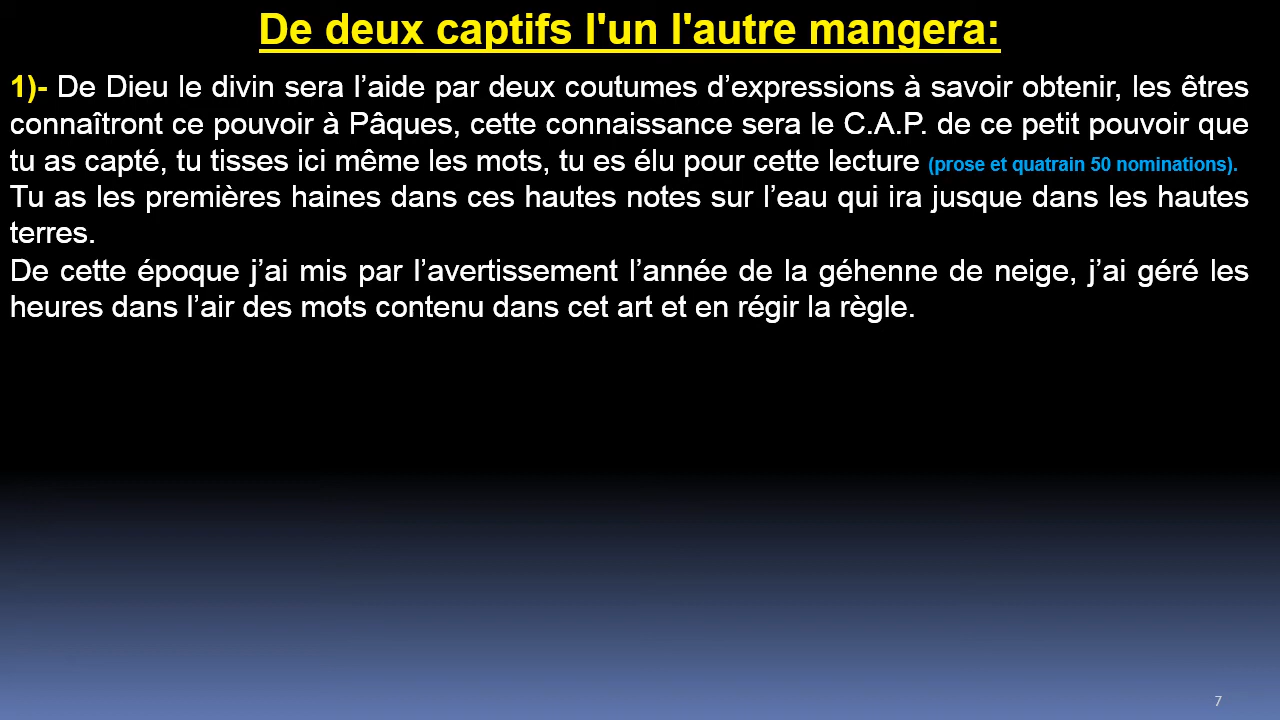 De deux captifs l'un l'autre mangera:
1)- De Dieu le divin sera l’aide par deux coutumes d’expressions à savoir obtenir, les êtres
connaîtront ce pouvoir à Pâques, cette connaissance sera le C.A.P. de ce petit pouvoir que
tu as capté, tu tisses ici même les mots, tu es élu pour cette lecture (prose et quatrain 50 nominations).
Tu as les premières haines dans ces hautes notes sur l’eau qui ira jusque dans les hautes
terres.
De cette époque j’ai mis par l’avertissement l’année de la géhenne de neige, j’ai géré les
heures dans l’air des mots contenu dans cet art et en régir la règle.
7